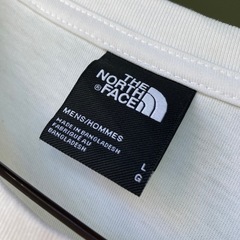 THE
NORTH
FACE
MENS/HOMMES
MADE IN BANGLADESH
FABRIQUÉ AU
BANGLADESH
L
G